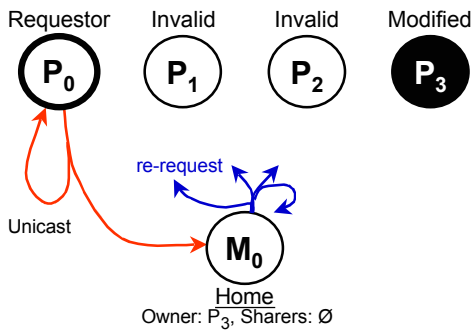 Requestor Invalid Invalid Modified
P0 P1 P2 P3
re-request
Unicast
M0
Home
Owner: P3, Sharers: Ø